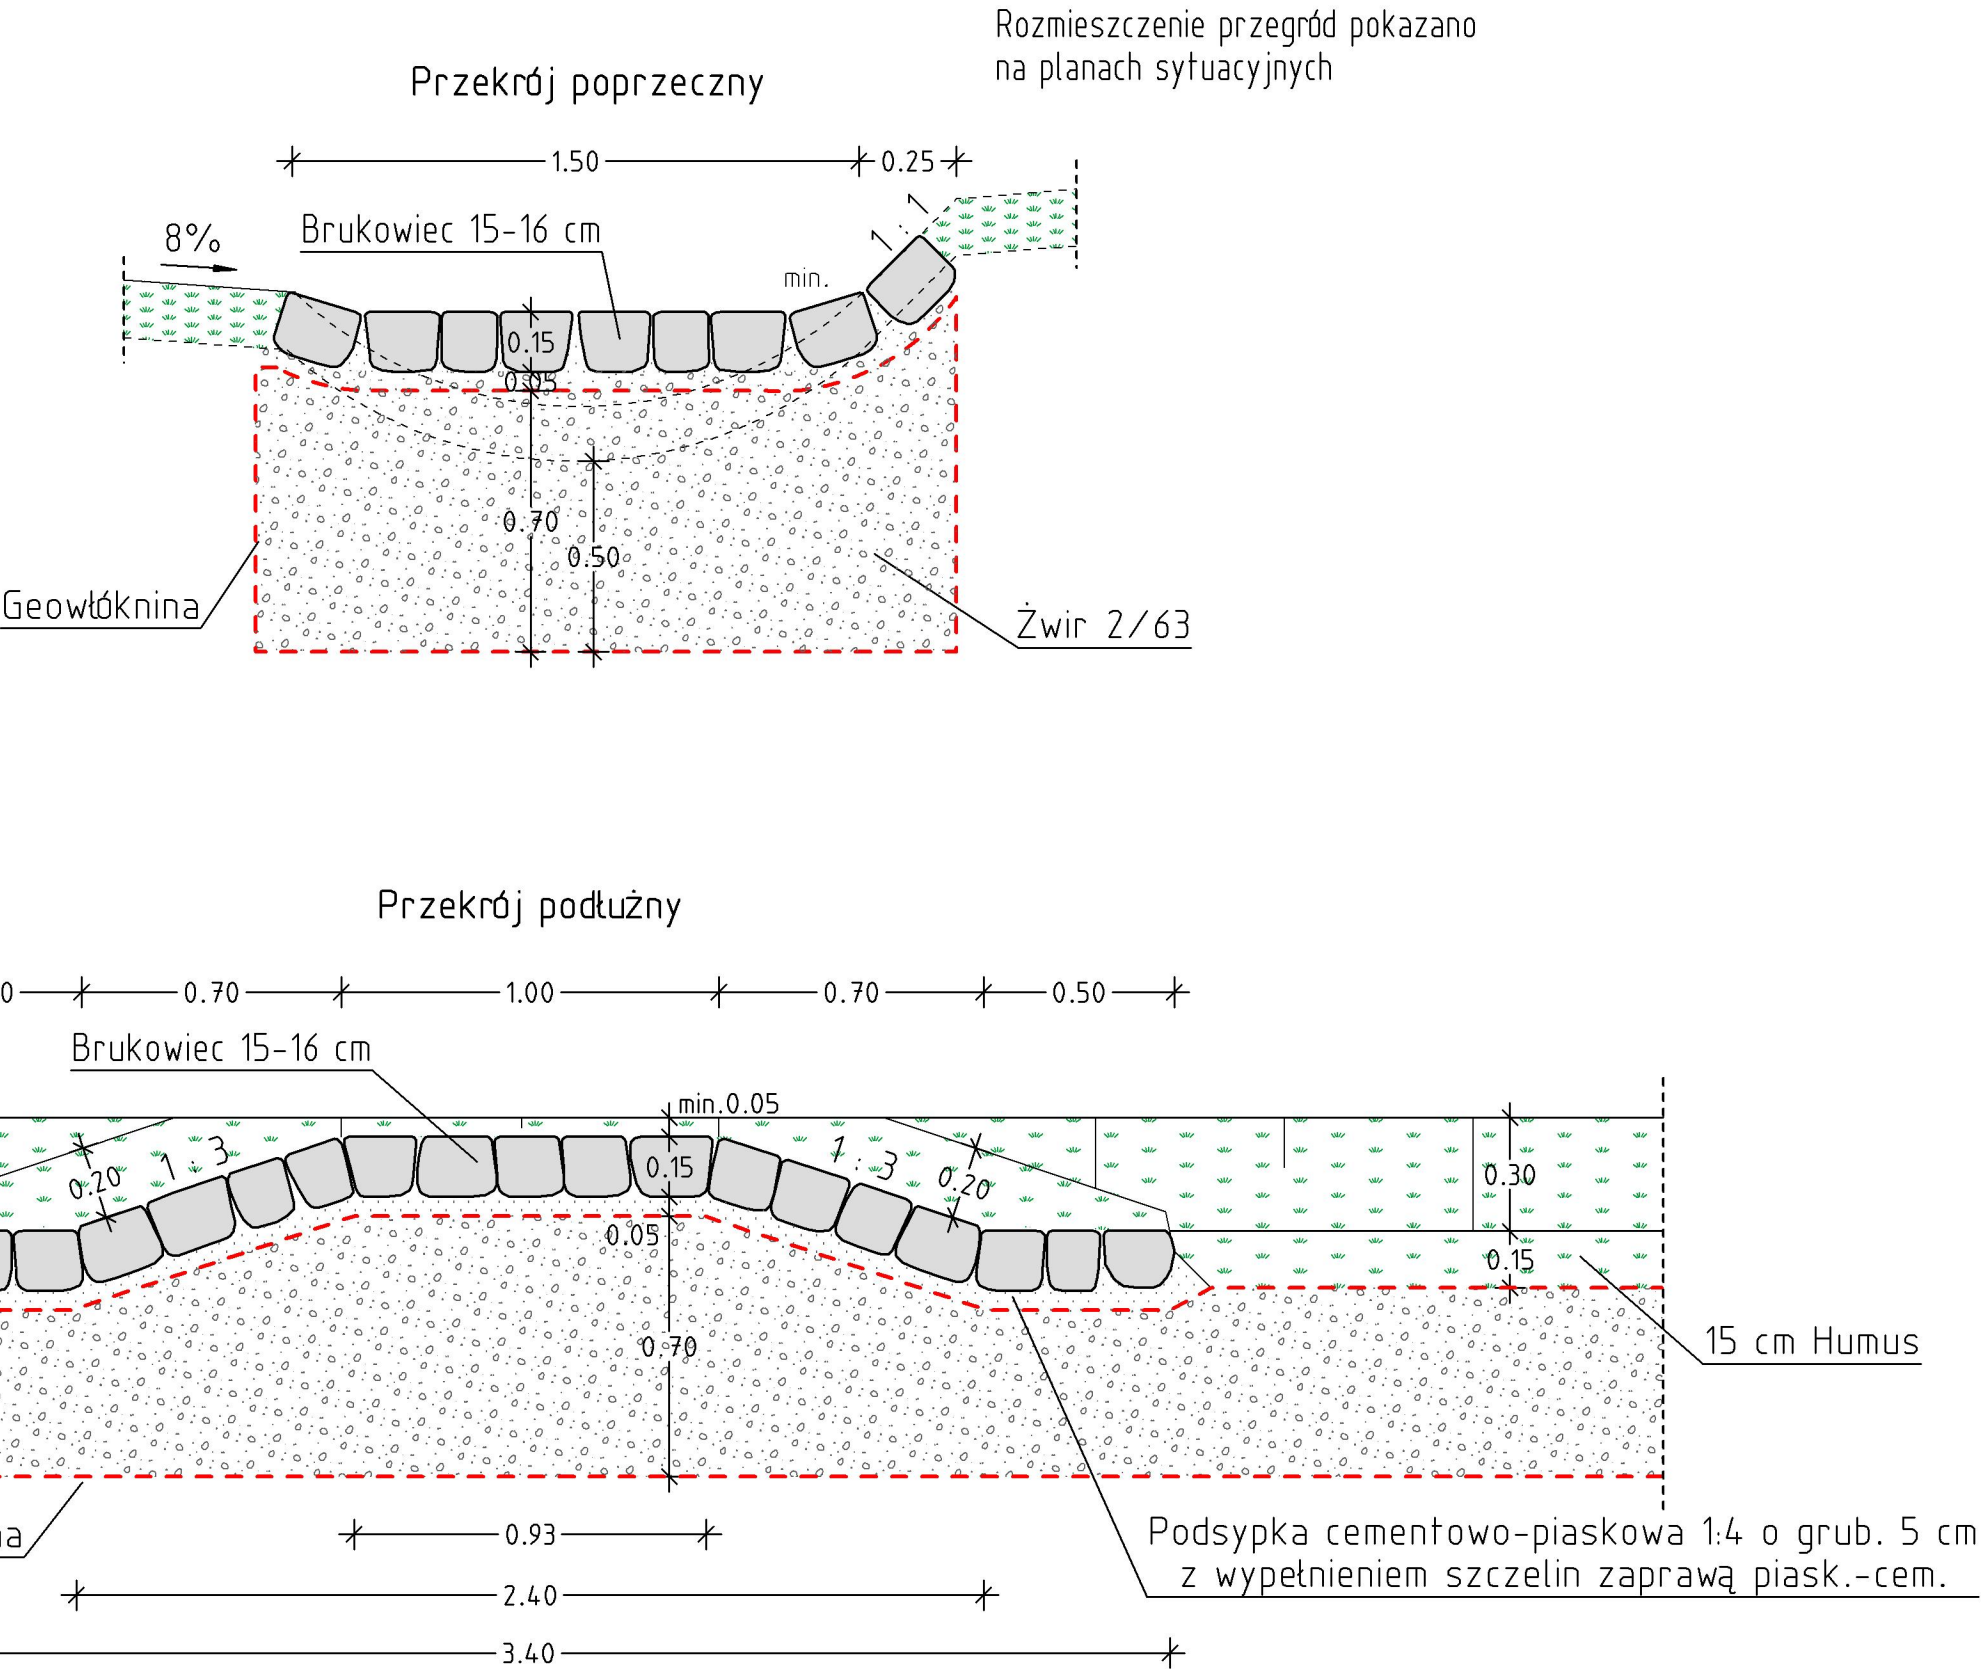 Rozmieszczenie przegród pokazano
na planach sytuacyjnych
Przekrój poprzeczny
1.50
0.25
8%
Brukowiec 15-16 cm
1:1
min.
0.15
0.05
0.70
0.50
Geowłóknina
Żwir 2/63
Przekrój podłużny
0.70
1.00
0.70
0.50
Brukowiec 15-16 cm
min.0.05
1:3
0.20
0.15
1:3
0.20
0.30
0.05
0.15
0.70
15 cm Humus
0.93
Podsypka cementowo-piaskowa 1:4 o grub. 5 cm
z wypełnieniem szczelin zaprawą piask.-cem.
2.40
3.40